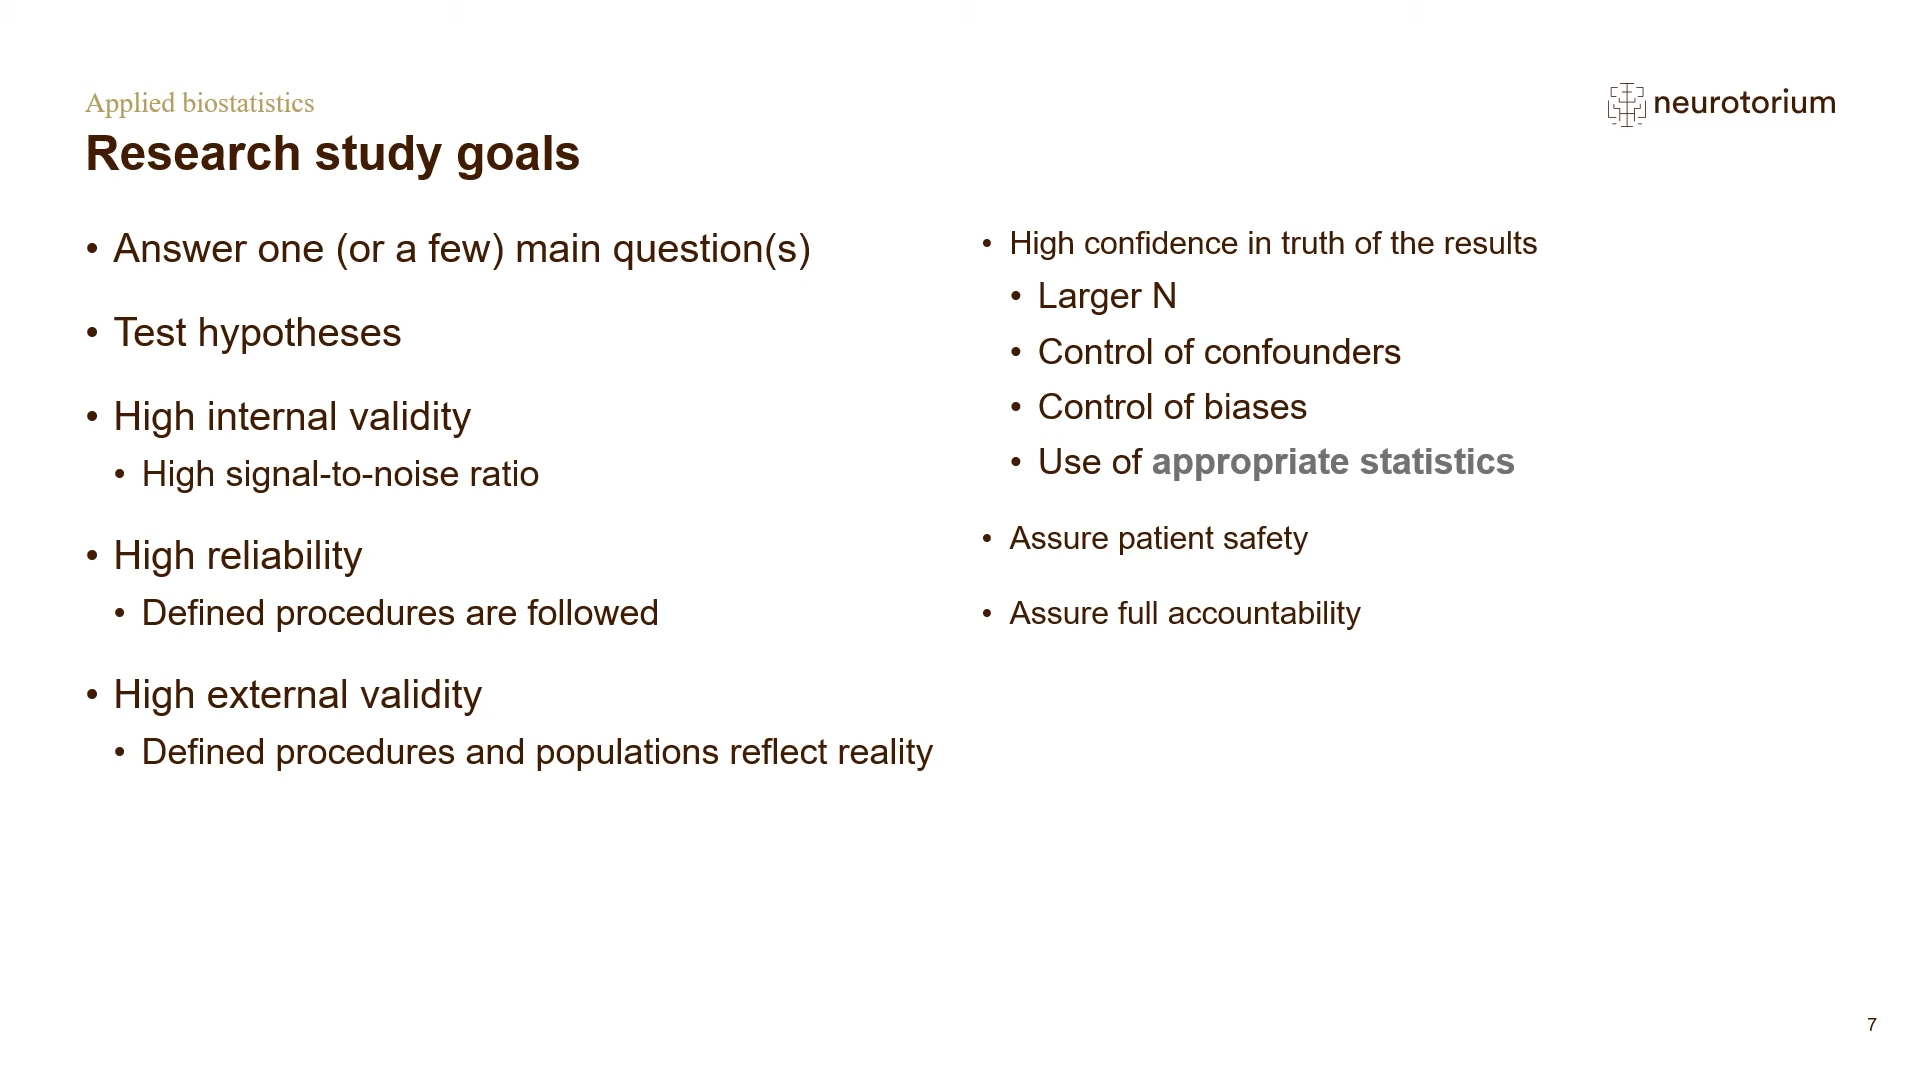 Applied biostatistics
Research study goals
neurotorium
• Answer one (or a few) main question(s)
• Test hypotheses
• High internal validity
• High signal-to-noise ratio
• High reliability
• Defined procedures are followed
• High external validity
• Defined procedures and populations reflect reality
• High confidence in truth of the results
• Larger N
• Control of confounders
• Control of biases
• Use of appropriate statistics
• Assure patient safety
• Assure full accountability
7